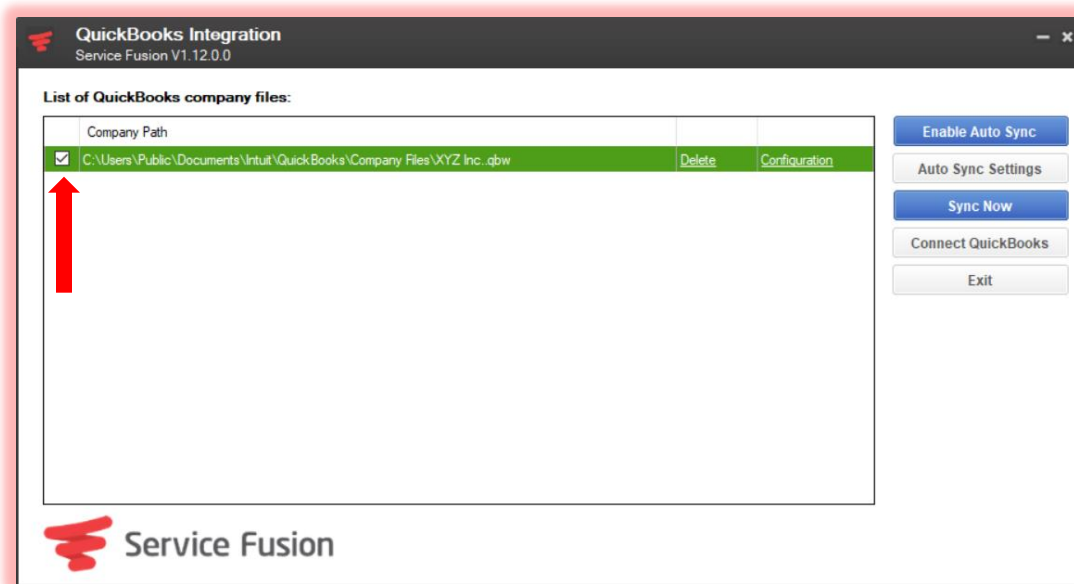 QuickBooks Integration
Service Fusion V1.12.0.0
List of QuickBooks company files:
Company Path
C:\Users\Public\Documents\Intuit\QuickBooks\Company Files\XYZ Inc..qbw Delete Configuration
Enable Auto Sync
Auto Sync Settings
Sync Now
Connect QuickBooks
Exit
Service Fusion